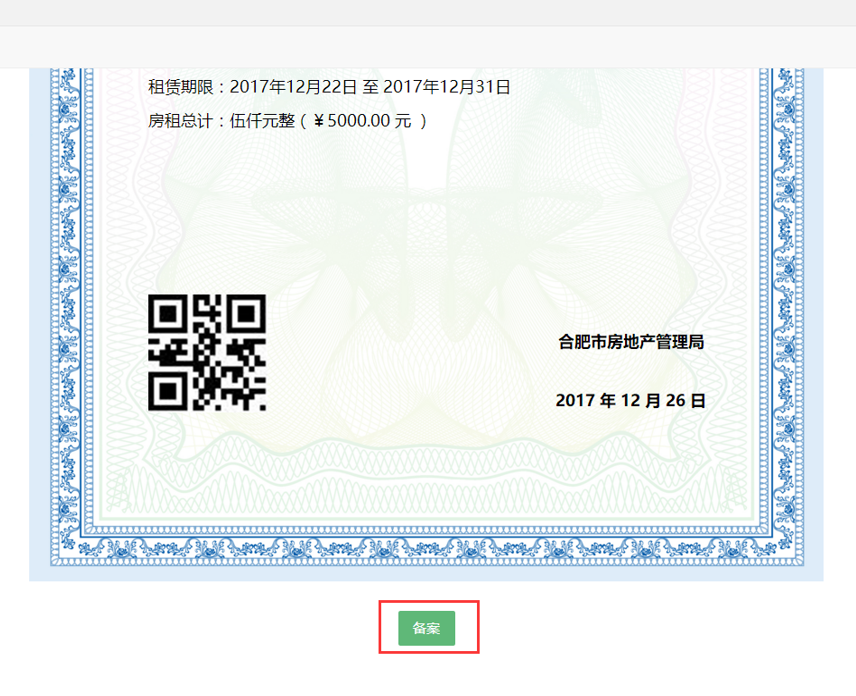 租赁期限：2017年12月22日 至 2017年12月31日
房租总计：伍仟元整（ ￥5000.00 元 ）
合肥市房地产管理局
2017 年 12 月 26 日
备案